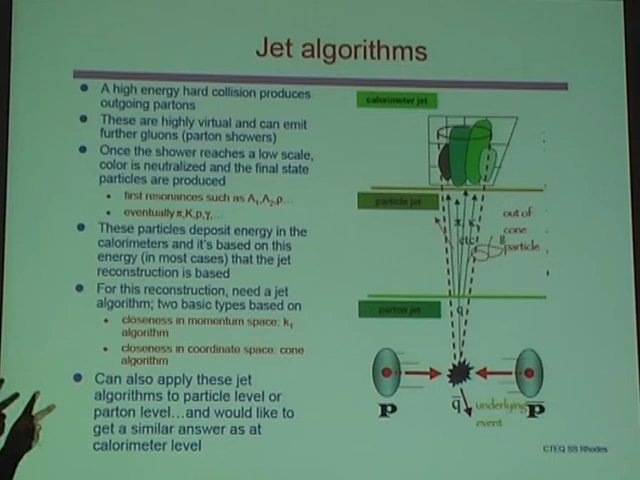 Jet algorithms
A high energy hard collision produces
outgoing partons
These are highly virtual and can emit
further gluons (parton showers)
Once the shower reaches a low scale,
color is neutralized and the final state
particles are produced
first resonances such as A1,A2,ρ...
eventually π,K,p,γ,...
These particles deposit energy in the
calorimeters and it's based on this
energy (in most cases) that the jet
reconstruction is based
For this reconstruction, need a jet
algorithm; two basic types based on
closeness in momentum space: kT
algorithm
closeness in coordinate space: cone
algorithm
Can also apply these jet
algorithms to particle level or
parton level...and would like to
get a similar answer as at
calorimeter level
calorimeter jet
particle jet
π, K
etc
g
out of
cone
particle
parton jet
q
p
q̅
underlying
event
p̅
CTEQ SS Rhodes